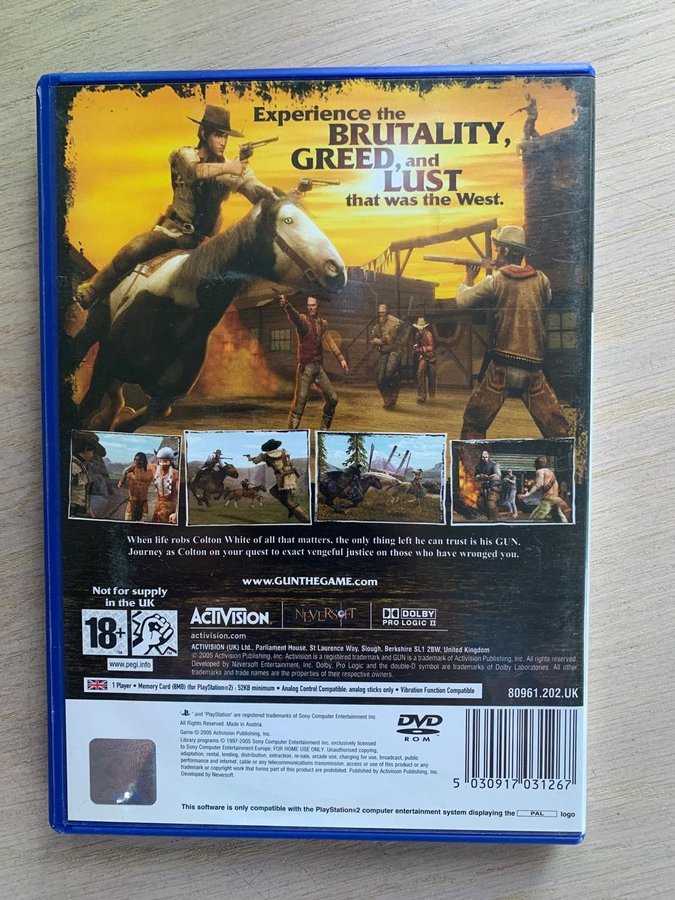 Experience the
BRUTALITY,
GREED, and
LUST
that was the West.
When life robs Colton White of all that matters, the only thing left he can trust is his GUN.
Journey as Colton on your quest to exact vengeful justice on those who have wronged you.
WWW.GUNTHEGAME.com
Not for supply
in the UK
18+
www.pegi.info
ACTIVISION
activision.com
NEVERSOFT
DOLBY
PRO LOGIC II
ACTIVISION (UK) Ltd., Parliament House, St Laurence Way, Slough, Berkshire SL1 2BW, United Kingdom
© 2005 Activision Publishing, Inc. Activision is a registered trademark and GUN is a trademark of Activision Publishing, Inc. All rights reserved.
Developed by Neversoft Entertainment, Inc. Dolby, Pro Logic and the double-D symbol are trademarks of Dolby Laboratories. All other
trademarks and trade names are the properties of their respective owners.
1 Player • Memory Card (8MB) (for PlayStation®2) : 52KB minimum • Analog Control Compatible: analog sticks only • Vibration Function Compatible
80961.202.UK
" and "PlayStation" are registered trademarks of Sony Computer Entertainment Inc.
All Rights Reserved. Made in Austria.
Game © 2005 Activision Publishing, Inc.
Library programs © 1997-2005 Sony Computer Entertainment Inc. exclusively licensed
to Sony Computer Entertainment Europe. FOR HOME USE ONLY. Unauthorised copying,
adaptation, rental, lending, distribution, extraction, re-sale, arcade use, charging for use, broadcast, public
performance and internet, cable or any telecommunications transmission, access or use of this product or any
trademark or copyright work that forms part of this product are prohibited. Published by Activision Publishing, Inc.
Developed by Neversoft.
DVD
ROM
5 030917 031267
This software is only compatible with the PlayStation®2 computer entertainment system displaying the PAL logo